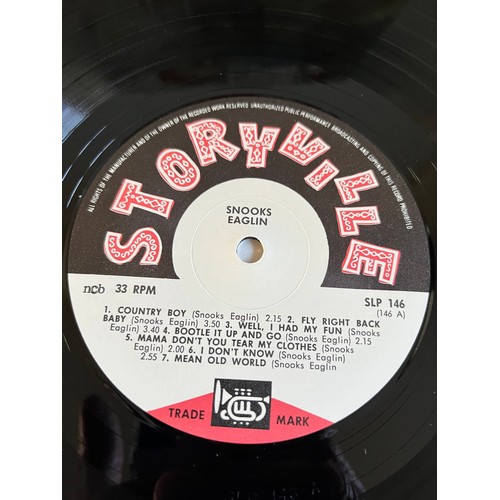 ALL RIGHTS OF THE MANUFACTURER AND OF THE OWNER OF THE RECORDED WORK RESERVED UNAUTHORIZED PUBLIC PERFORMANCE BROADCASTING AND COPYING OF THIS RECORD PROHIBITED
STORYVILLE
SNOOKS
EAGLIN
ncb 33 RPM
SLP 146
(146 A)
1. COUNTRY BOY (Snooks Eaglin) 2.15 2. FLY RIGHT BACK
BABY (Snooks Eaglin) 3.50 3. WELL, I HAD MY FUN (Snooks
Eaglin) 3.40 4. BOOTLE IT UP AND GO (Snooks Eaglin) 2.15
5. MAMA DON'T YOU TEAR MY CLOTHES (Snooks
Eaglin) 2.00 6. I DON'T KNOW (Snooks Eaglin)
2.55 7. MEAN OLD WORLD (Snooks Eaglin
TRADE MARK